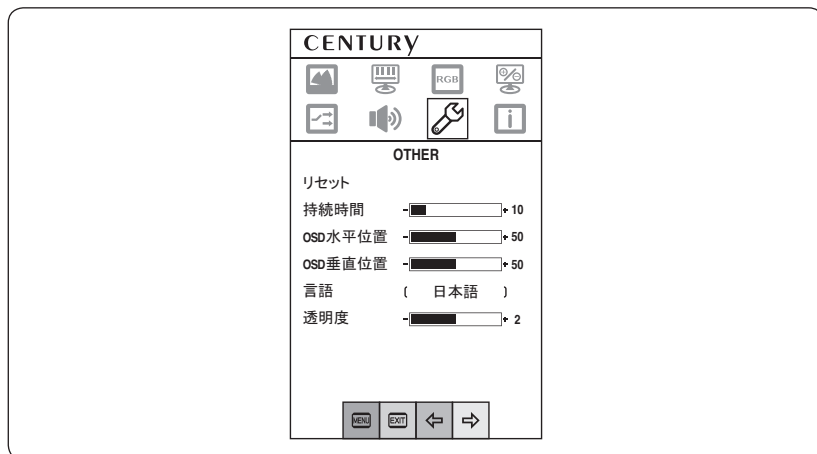 CENTURY
RGB
OTHER
リセット
持続時間 - + 10
OSD水平位置 - + 50
OSD垂直位置 - + 50
言語 ( 日本語 )
透明度 - + 2
MENU EXIT